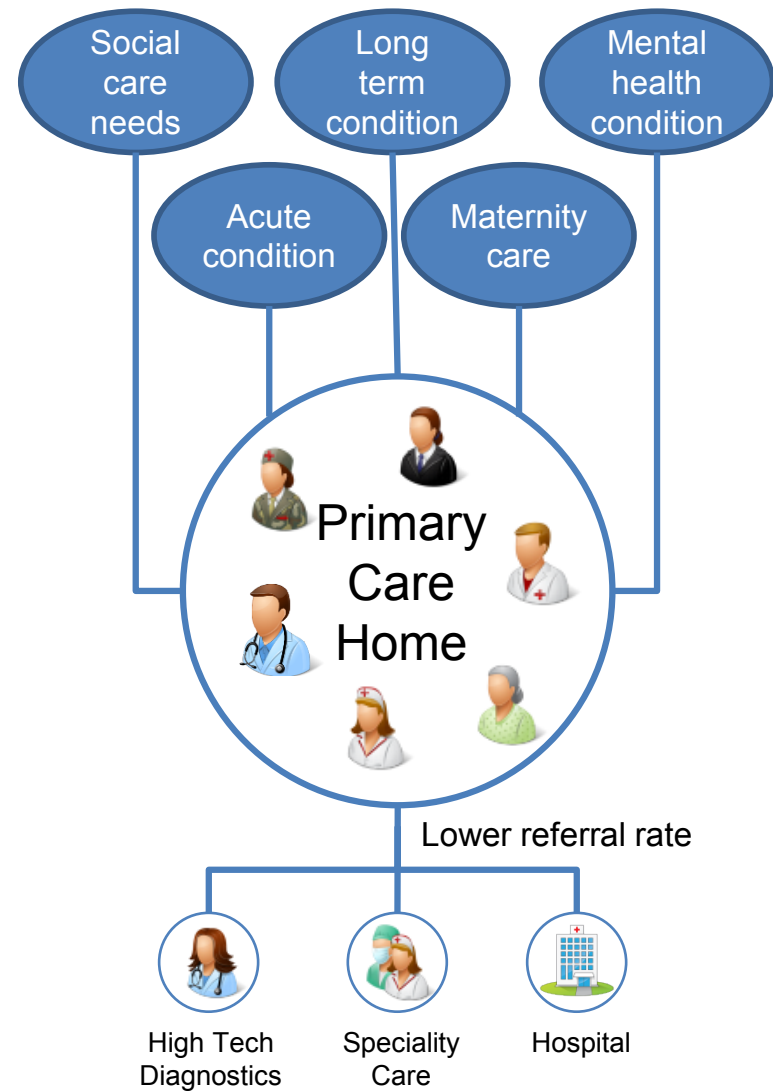 Social
care
needs
Long
term
condition
Mental
health
condition
Acute
condition
Maternity
care
Primary
Care
Home
Lower referral rate
High Tech
Diagnostics
Speciality
Care
Hospital